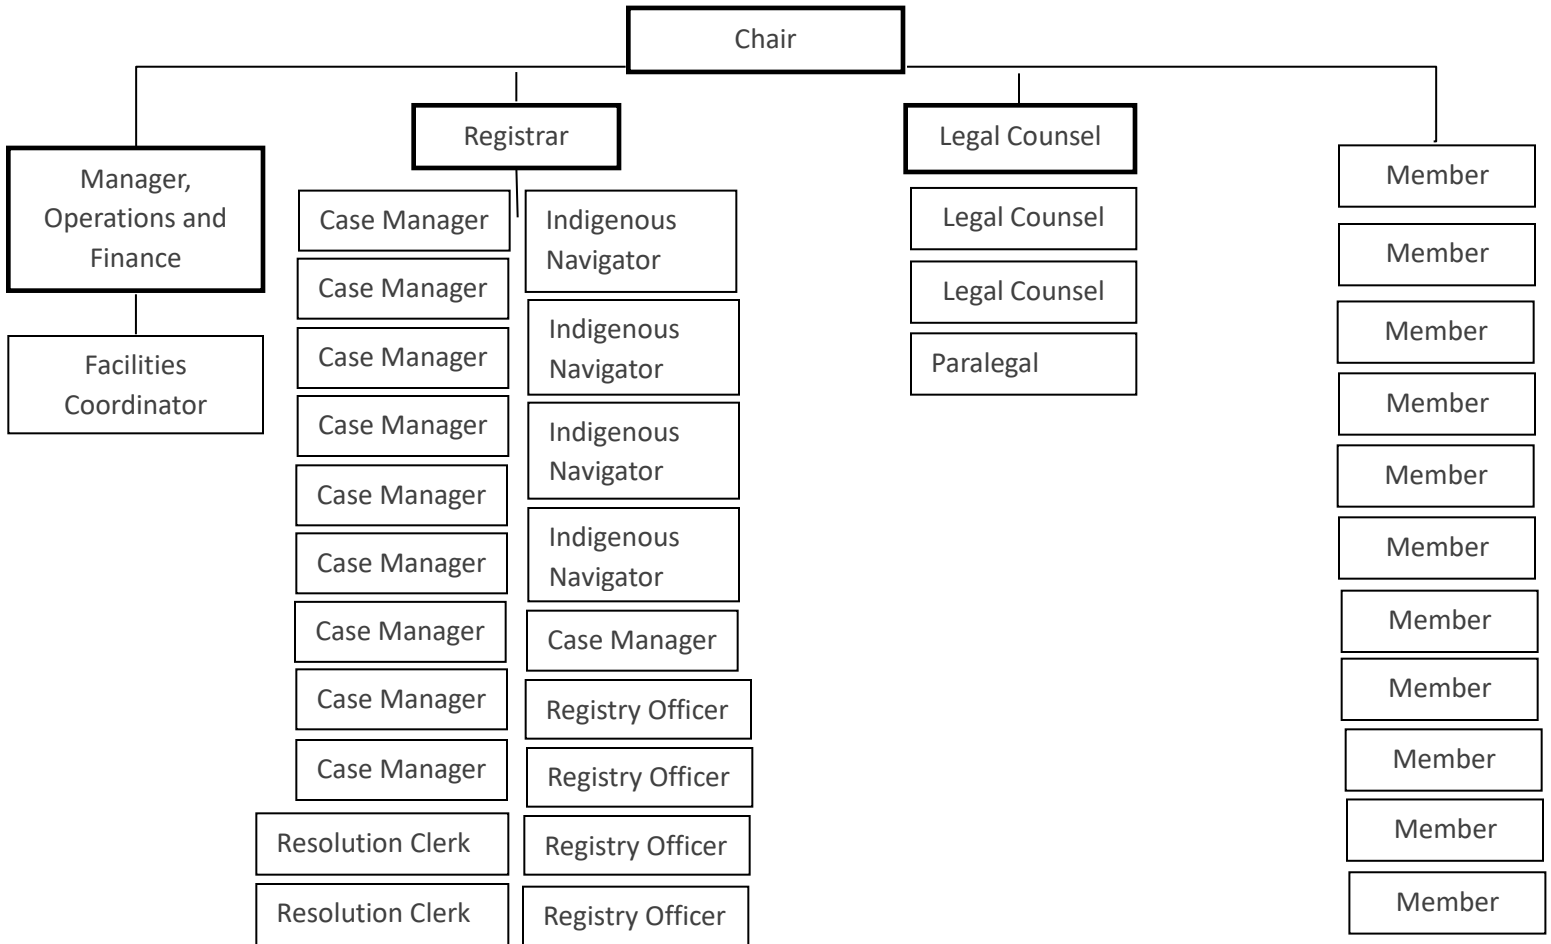 Chair
Registrar
Legal Counsel
Manager,
Operations and
Finance
Facilities
Coordinator
Case Manager
Case Manager
Case Manager
Case Manager
Case Manager
Case Manager
Case Manager
Case Manager
Case Manager
Resolution Clerk
Resolution Clerk
Indigenous
Navigator
Indigenous
Navigator
Indigenous
Navigator
Indigenous
Navigator
Case Manager
Registry Officer
Registry Officer
Registry Officer
Registry Officer
Legal Counsel
Legal Counsel
Paralegal
Member
Member
Member
Member
Member
Member
Member
Member
Member
Member
Member